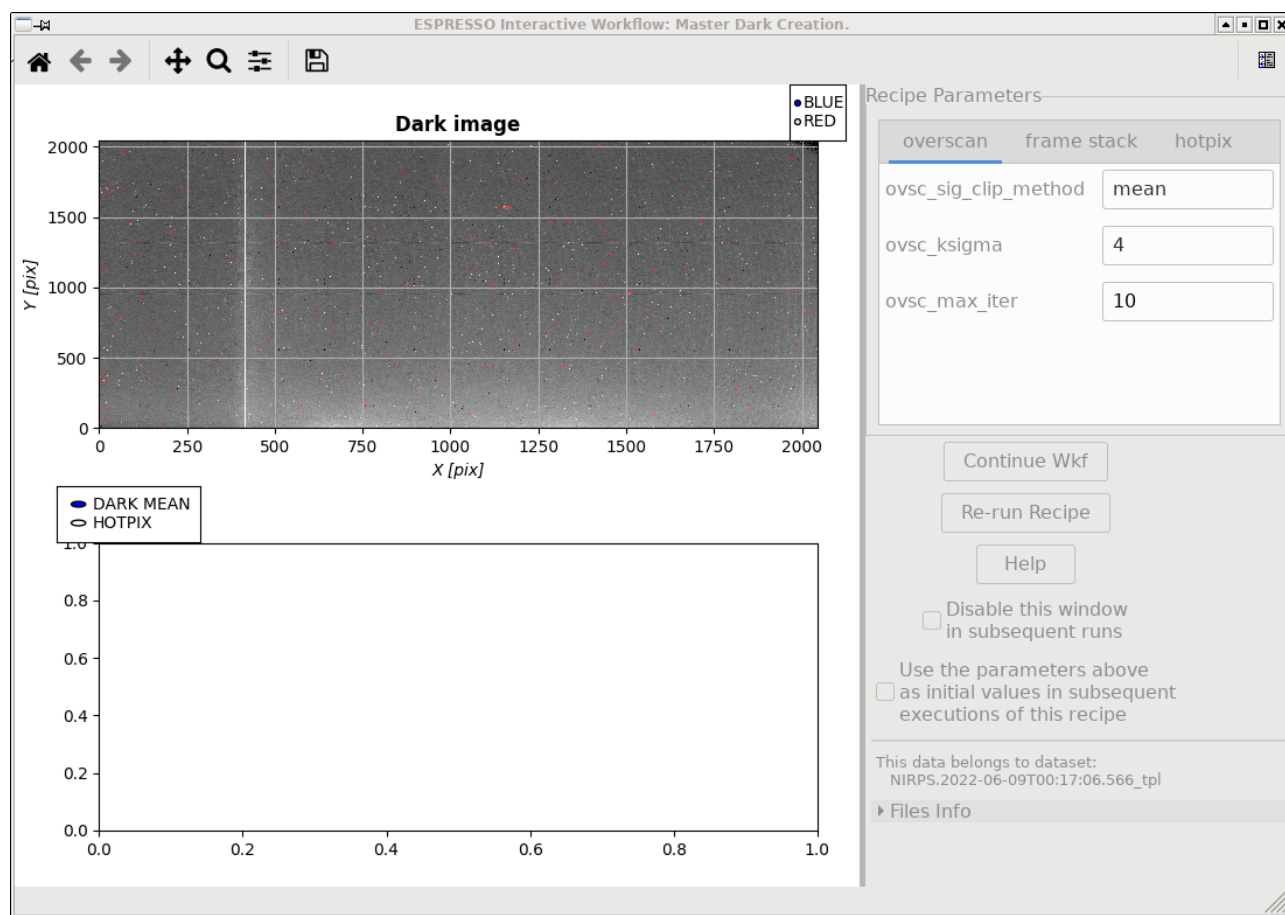 ESPRESSO Interactive Workflow: Master Dark Creation.
BLUE
RED
Dark image
2000
1500
1000
500
0
Y [pix]
0 250 500 750 1000 1250 1500 1750 2000
X [pix]
DARK MEAN
HOTPIX
1.0
0.8
0.6
0.4
0.2
0.0
0.0 0.2 0.4 0.6 0.8 1.0
Recipe Parameters
overscan frame stack hotpix
ovsc_sig_clip_method mean
ovsc_ksigma 4
ovsc_max_iter 10
Continue Wkf
Re-run Recipe
Help
Disable this window
in subsequent runs
Use the parameters above
as initial values in subsequent
executions of this recipe
This data belongs to dataset:
NIRPS.2022-06-09T00:17:06.566_tpl
Files Info